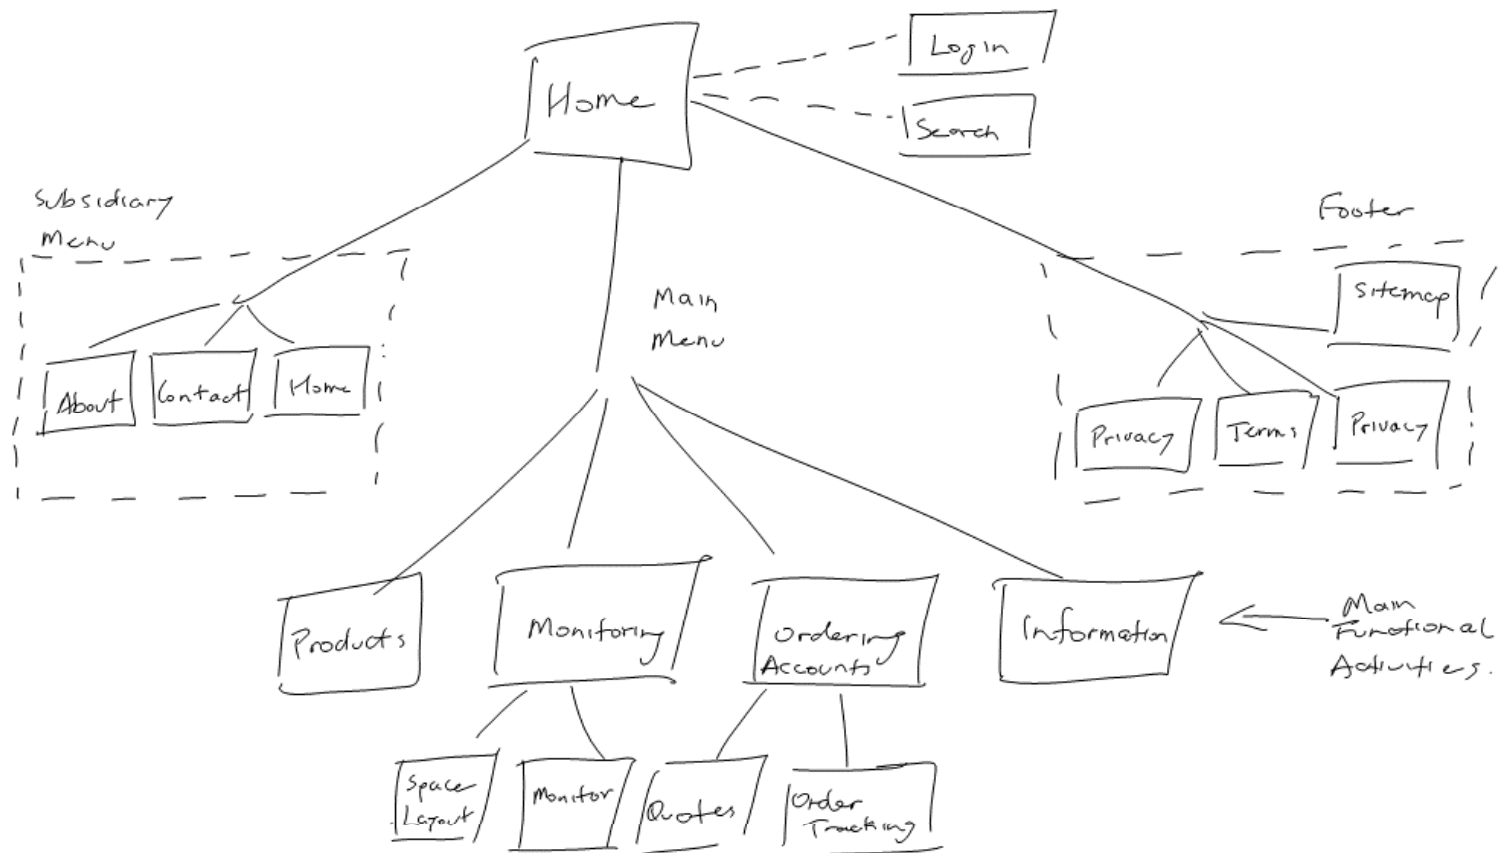 Login
Home
Search
Subsidiary
Menu
Footer
Sitemap
Main
Menu
About
Contact
Home
Privacy
Terms
Privacy
Products
Monitoring
Ordering
Accounts
Information
Main
Functional
Activities.
Space
Layout
Monitor
Quotes
Order
Tracking